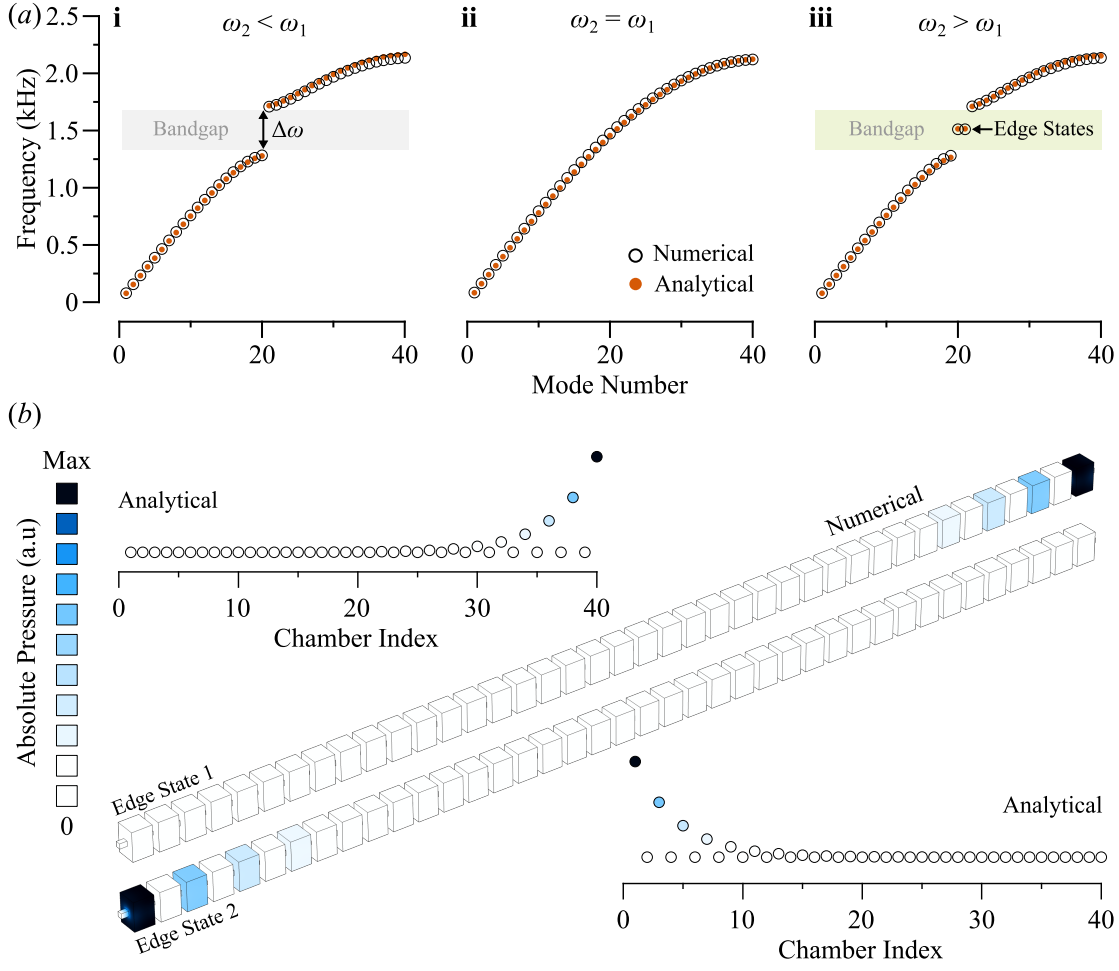 (a)
i
ω2 < ω1
ii
ω2 = ω1
iii
ω2 > ω1
Frequency (kHz)
2.5
2.0
1.5
1.0
0.5
0
Bandgap
Δω
Bandgap
Edge States
Numerical
Analytical
0 20 40
0 20 40
0 20 40
Mode Number
(b)
Max
Absolute Pressure (a.u
0
Analytical
0 10 20 30 40
Chamber Index
Numerical
Edge State 1
Edge State 2
Analytical
0 10 20 30 40
Chamber Index